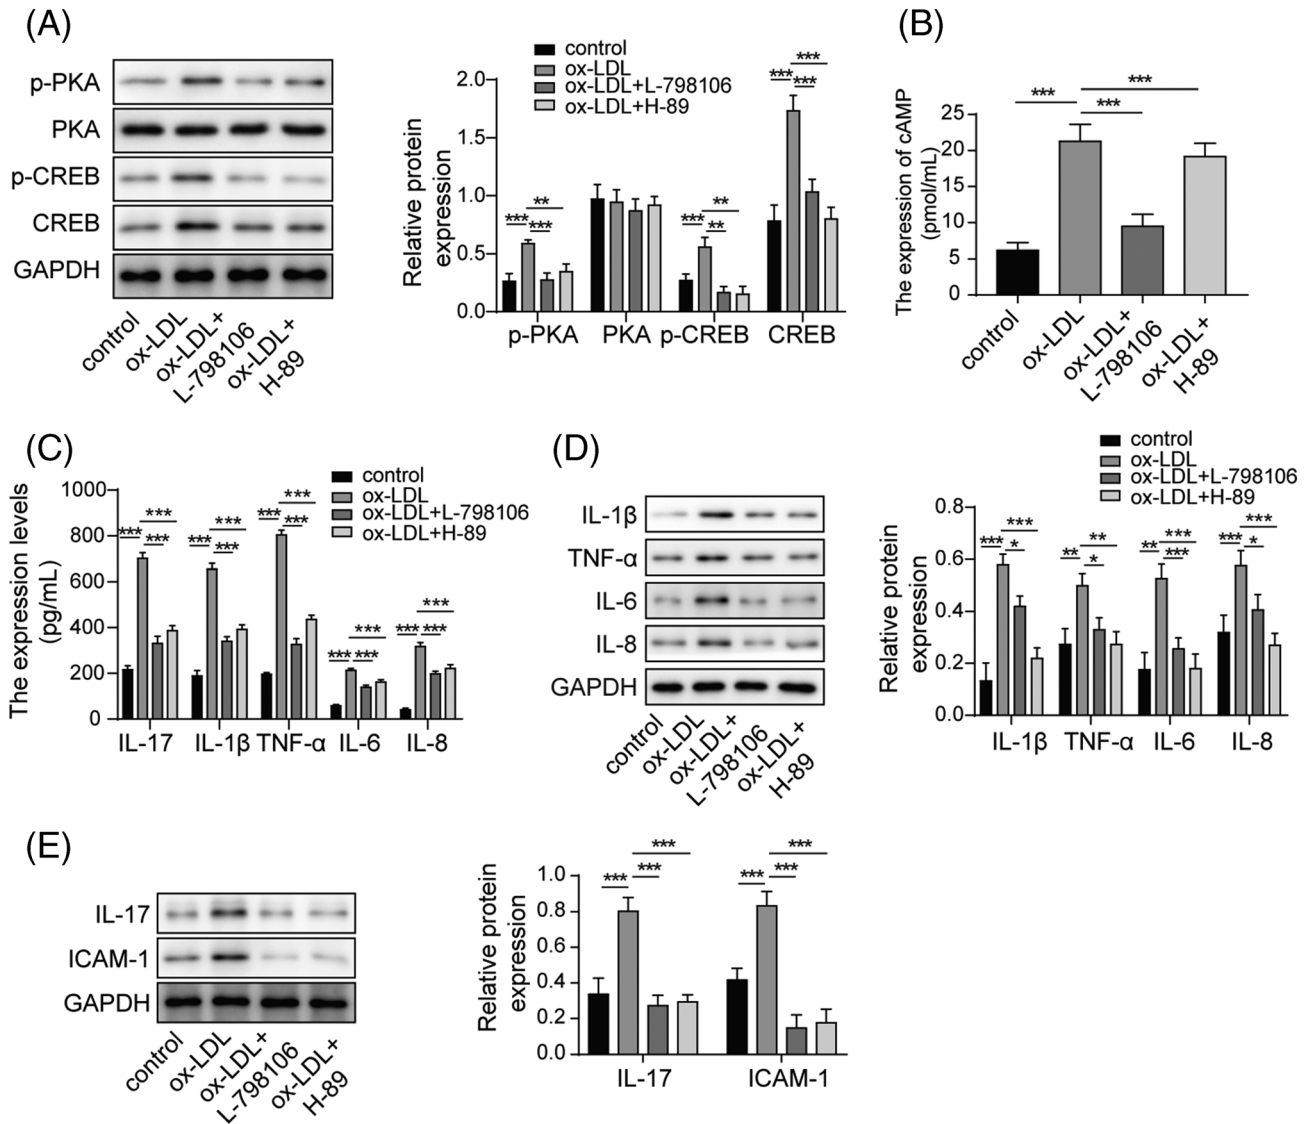 (A)
p-PKA
PKA
p-CREB
CREB
GAPDH
control
ox-LDL
ox-LDL+
L-798106
ox-LDL+
H-89
control
ox-LDL
ox-LDL+L-798106
ox-LDL+H-89
Relative protein
expression
2.0
1.5
1.0
0.5
0.0
*** *** **
*** ** **
*** *** ***
p-PKA PKA p-CREB CREB
(B)
The expression of cAMP
(pmol/mL)
25
20
15
10
5
0
*** *** ***
control
ox-LDL
ox-LDL+
L-798106
ox-LDL+
H-89
(C)
control
ox-LDL
ox-LDL+L-798106
ox-LDL+H-89
The expression levels
(pg/mL)
1000
800
600
400
200
0
*** *** ***
*** *** ***
*** *** ***
*** *** ***
*** *** ***
IL-17 IL-1β TNF-α IL-6 IL-8
(D)
IL-1β
TNF-α
IL-6
IL-8
GAPDH
control
ox-LDL
ox-LDL+
L-798106
ox-LDL+
H-89
control
ox-LDL
ox-LDL+L-798106
ox-LDL+H-89
Relative protein
expression
0.8
0.6
0.4
0.2
0.0
*** * ***
** * **
** *** ***
*** * ***
IL-1β TNF-α IL-6 IL-8
(E)
IL-17
ICAM-1
GAPDH
control
ox-LDL
ox-LDL+
L-798106
ox-LDL+
H-89
Relative protein
expression
1.0
0.8
0.6
0.4
0.2
0.0
*** *** ***
*** *** ***
IL-17 ICAM-1